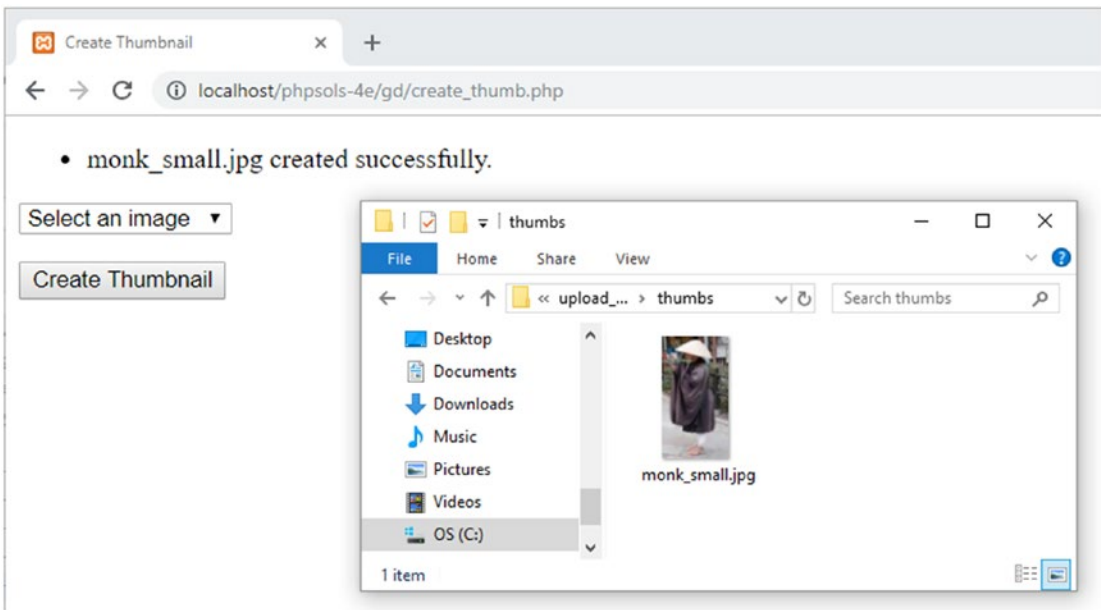 Create Thumbnail
localhost/phpsols-4e/gd/create_thumb.php
• monk_small.jpg created successfully.
Select an image
Create Thumbnail
thumbs
File Home Share View
« upload_... › thumbs Search thumbs
Desktop
Documents
Downloads
Music
Pictures
Videos
OS (C:)
monk_small.jpg
1 item